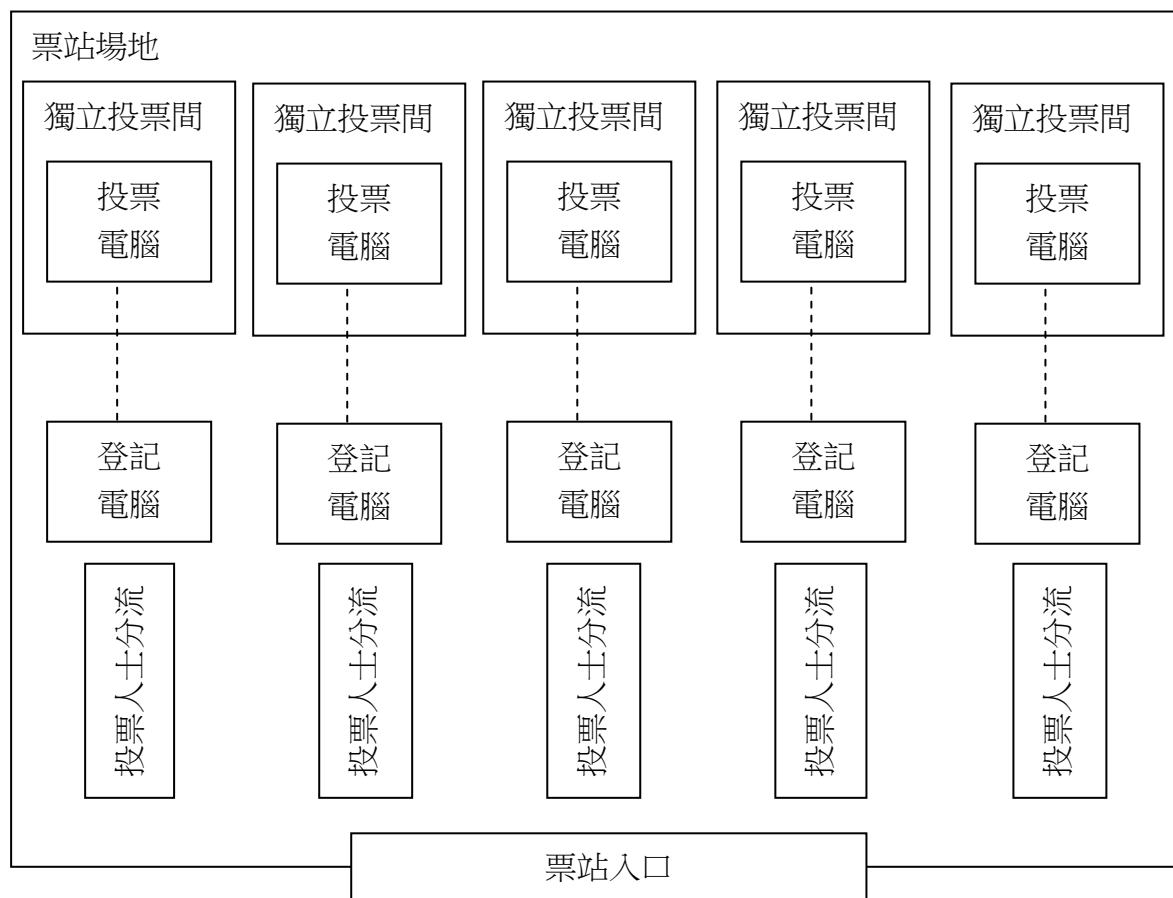 票站場地
獨立投票間
獨立投票間
獨立投票間
獨立投票間
獨立投票間
投票
電腦
投票
電腦
投票
電腦
投票
電腦
投票
電腦
登記
電腦
登記
電腦
登記
電腦
登記
電腦
登記
電腦
投票人士分流
投票人士分流
投票人士分流
投票人士分流
投票人士分流
票站入口